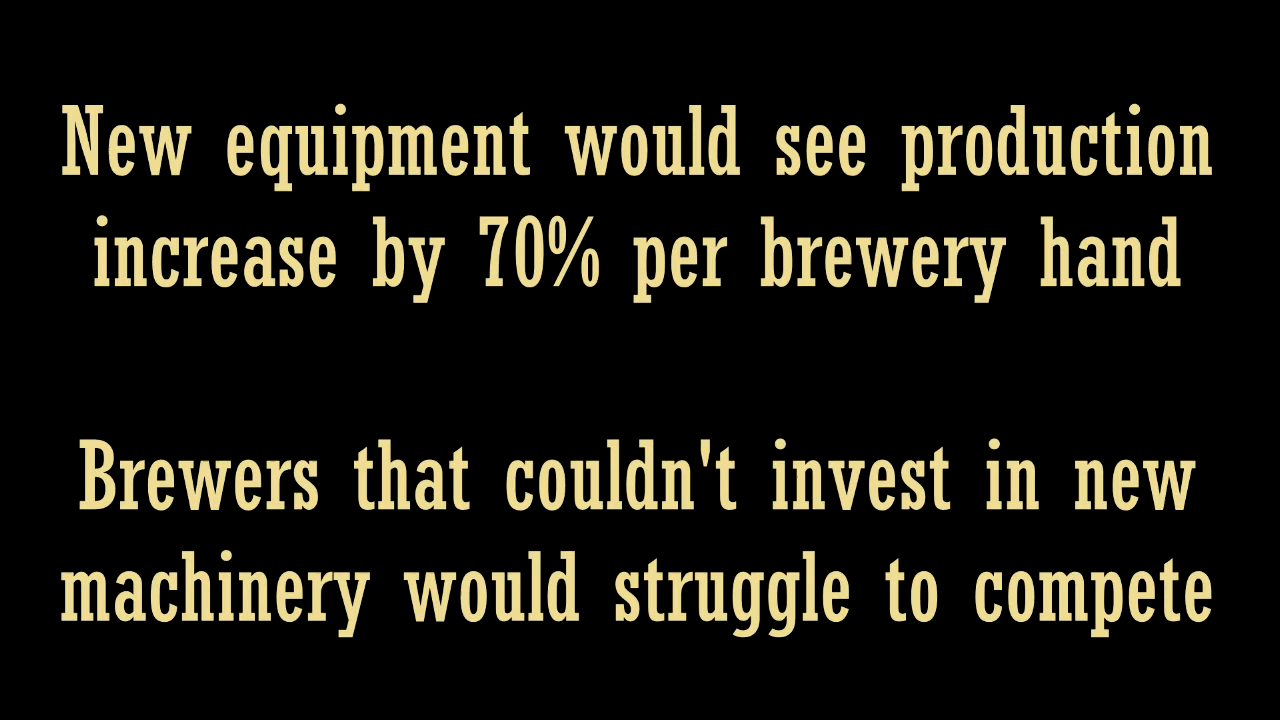 New equipment would see production
increase by 70% per brewery hand
Brewers that couldn't invest in new
machinery would struggle to compete